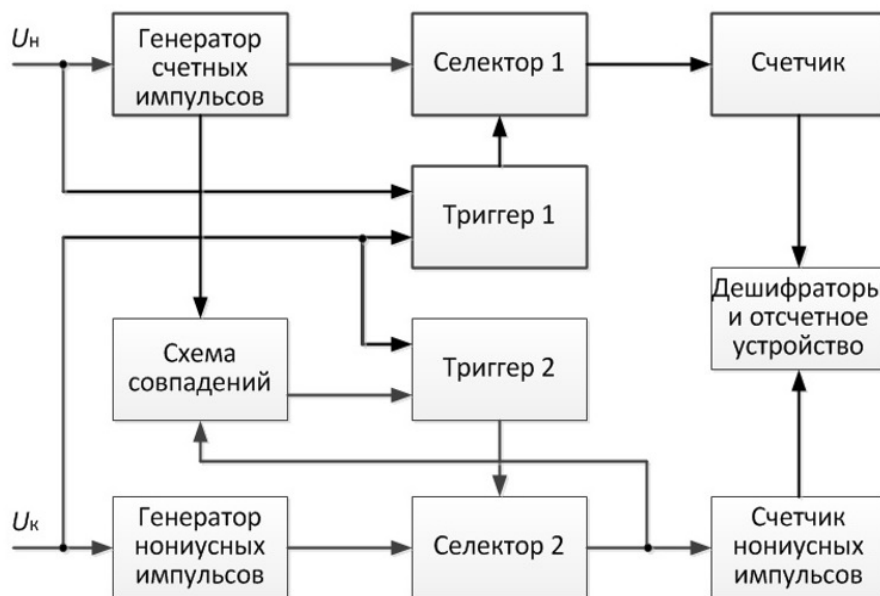 Uн
Генератор
счетных
импульсов
Селектор 1
Счетчик
Триггер 1
Дешифраторы
и отсчетное
устройство
Схема
совпадений
Триггер 2
Uк
Генератор
нониусных
импульсов
Селектор 2
Счетчик
нониусных
импульсов